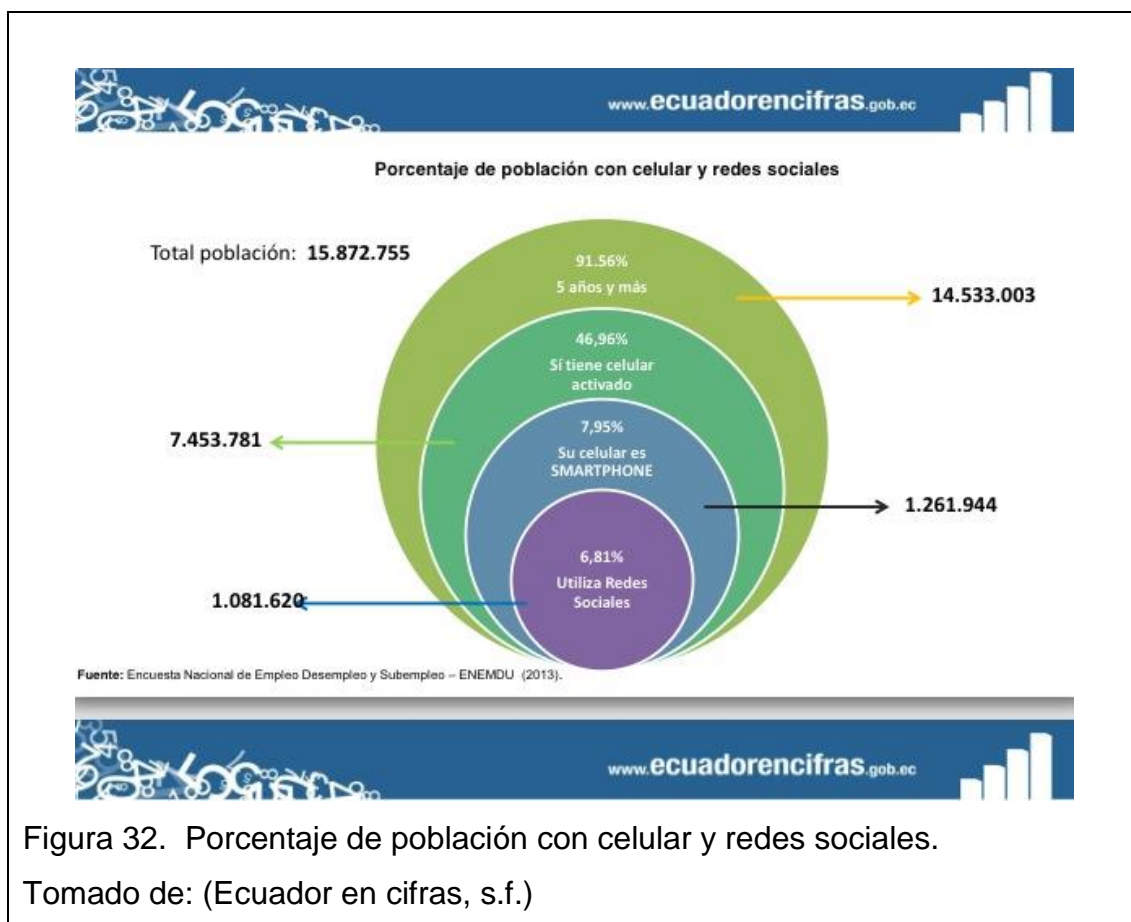 www.ecuadorencifras.gob.ec
Porcentaje de población con celular y redes sociales
Total población: 15.872.755
91.56%
5 años y más
14.533.003
46,96%
Sí tiene celular
activado
7.453.781
7,95%
Su celular es
SMARTPHONE
1.261.944
6,81%
Utiliza Redes
Sociales
1.081.620
Fuente: Encuesta Nacional de Empleo Desempleo y Subempleo – ENEMDU (2013).
www.ecuadorencifras.gob.ec
Figura 32. Porcentaje de población con celular y redes sociales.
Tomado de: (Ecuador en cifras, s.f.)